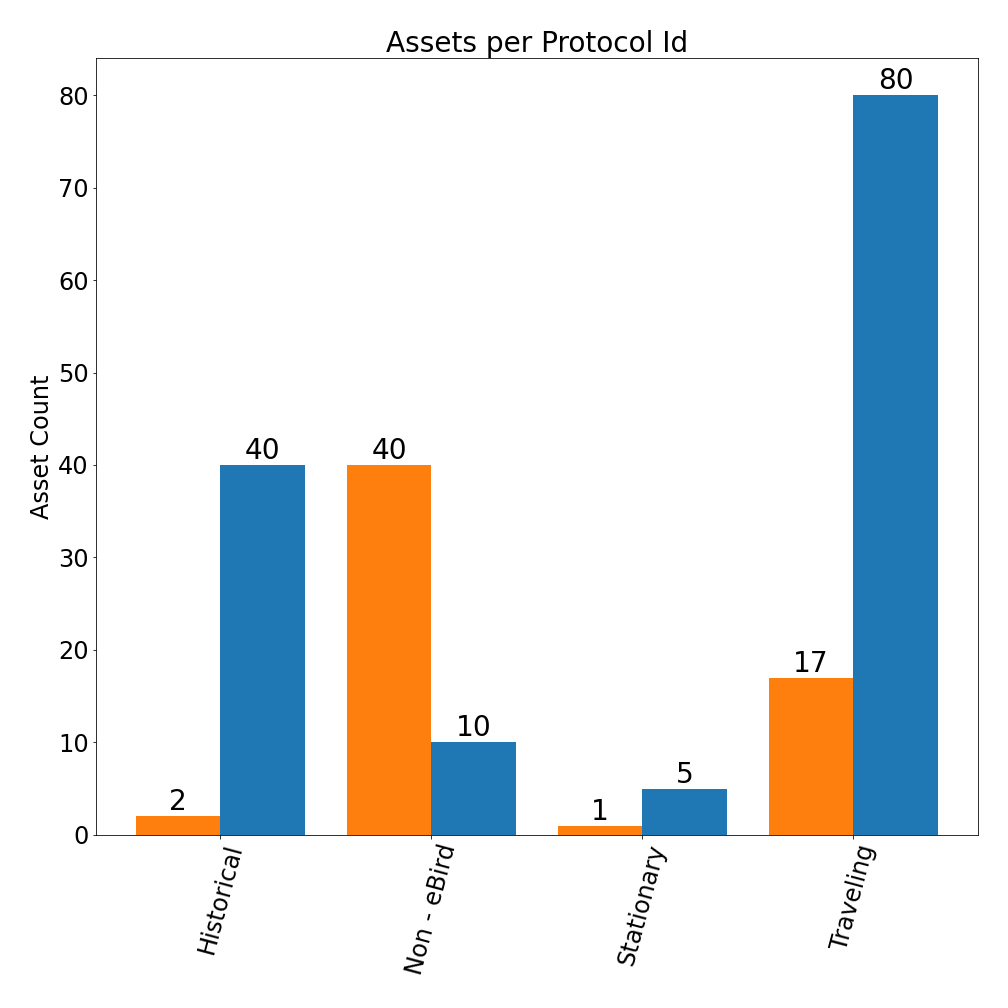 Assets per Protocol Id
Asset Count
80
70
60
50
40
30
20
10
0
2
40
40
10
1
5
17
80
Historical
Non - eBird
Stationary
Traveling